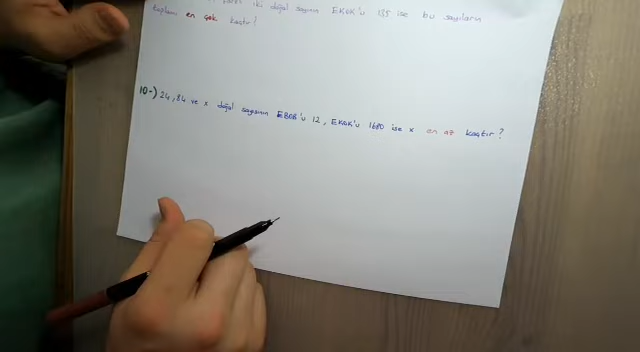 iki doğal sayının EKOK'u 135 ise bu sayıların
toplamı en çok kaçtır?
10-) 24, 84 ve x doğal sayısının EBOB'u 12, EKOK'u 1680 ise x en az kaçtır?